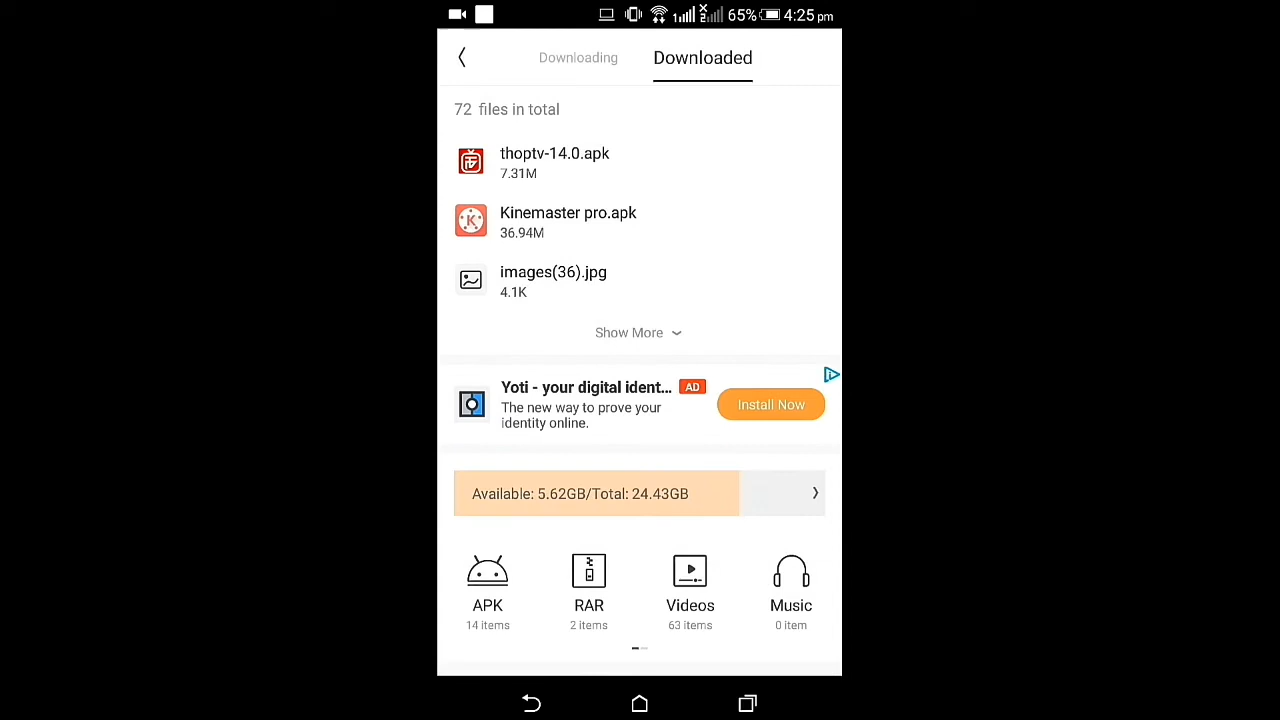 65% 4:25 pm
Downloading Downloaded
72 files in total
thoptv-14.0.apk
7.31M
Kinemaster pro.apk
36.94M
images(36).jpg
4.1K
Show More
Yoti - your digital ident... AD
The new way to prove your
identity online.
Install Now
Available: 5.62GB/Total: 24.43GB
APK RAR Videos Music
14 items 2 items 63 items 0 item